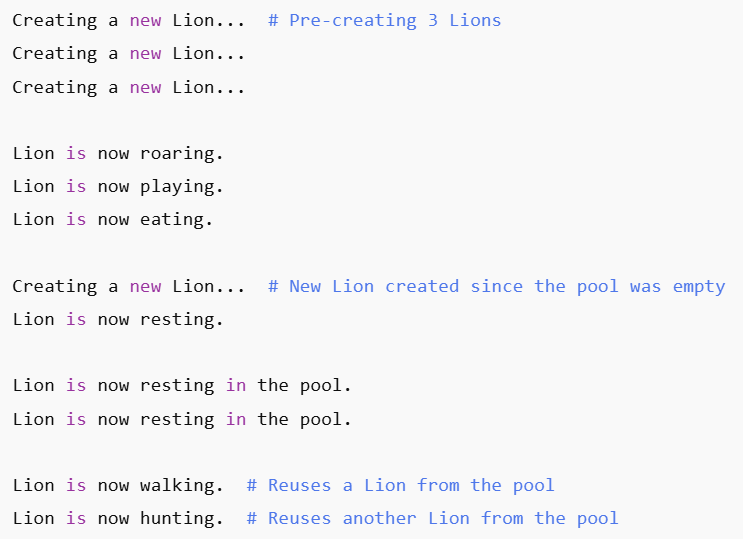 Creating a new Lion...  # Pre-creating 3 Lions
Creating a new Lion...
Creating a new Lion...
Lion is now roaring.
Lion is now playing.
Lion is now eating.
Creating a new Lion...  # New Lion created since the pool was empty
Lion is now resting.
Lion is now resting in the pool.
Lion is now resting in the pool.
Lion is now walking.  # Reuses a Lion from the pool
Lion is now hunting.  # Reuses another Lion from the pool